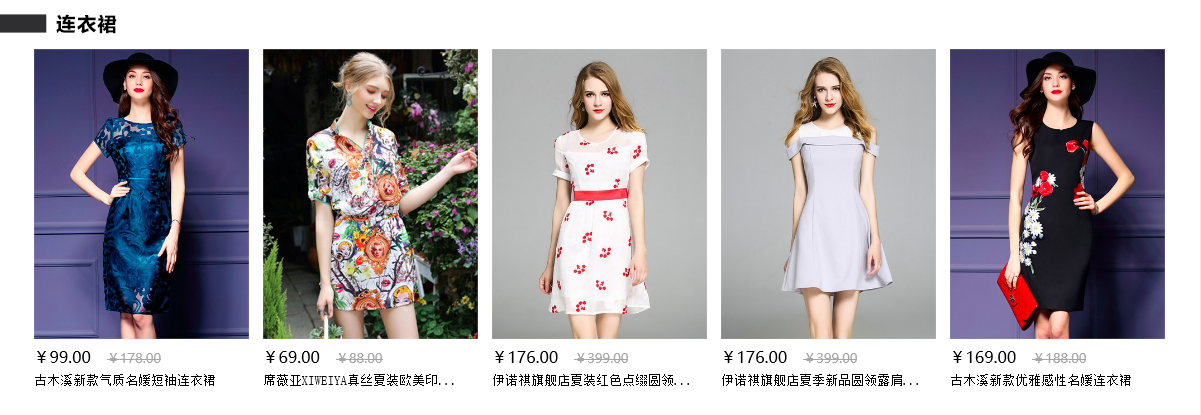 连衣裙
￥99.00 ￥178.00
古木溪新款气质名媛短袖连衣裙
￥69.00 ￥88.00
席薇亚XIWEIYA真丝夏装欧美印...
￥176.00 ￥399.00
伊诺祺旗舰店夏装红色点缀圆领...
￥176.00 ￥399.00
伊诺祺旗舰店夏季新品圆领露肩...
￥169.00 ￥188.00
古木溪新款优雅感性名媛连衣裙